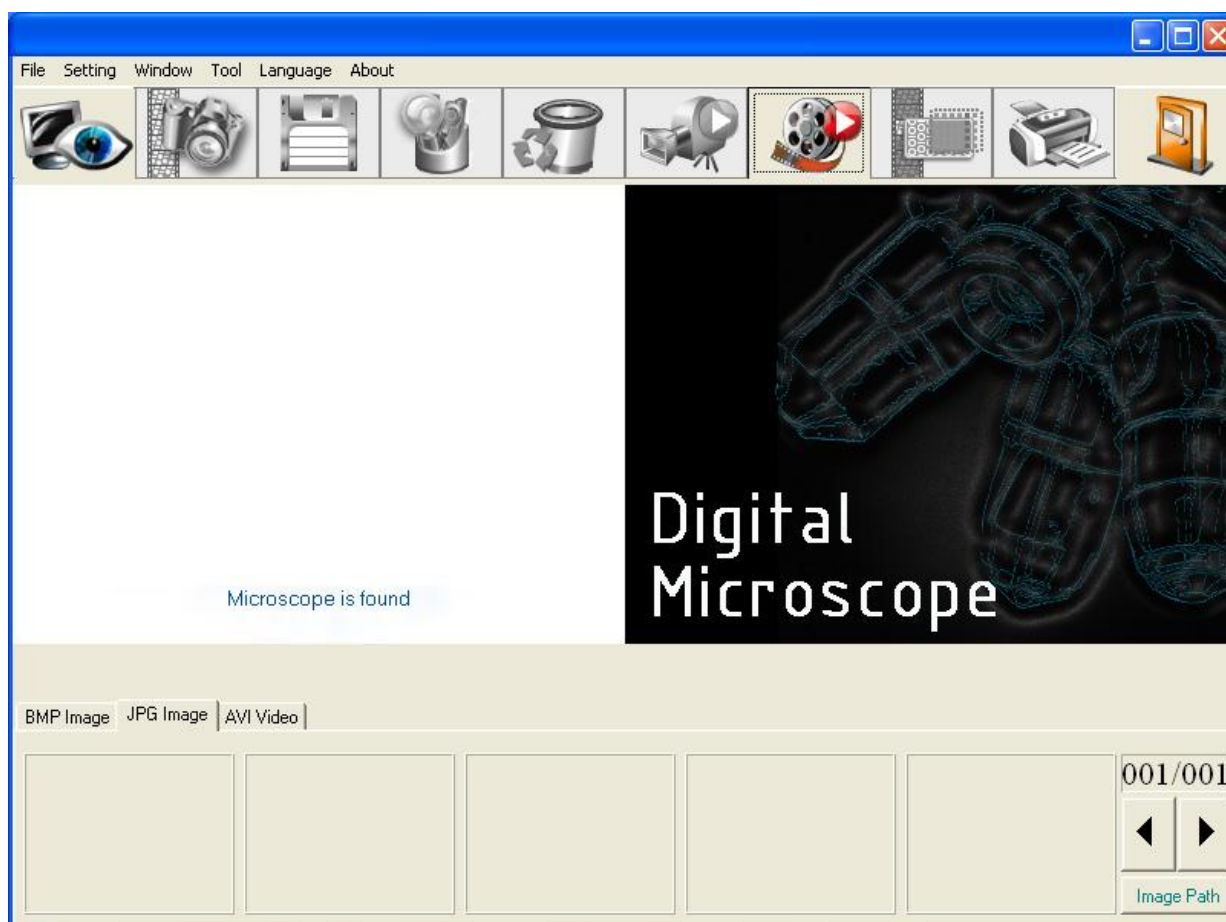 File Setting Window Tool Language About
Digital
Microscope
Microscope is found
BMP Image JPG Image AVI Video
001/001
Image Path